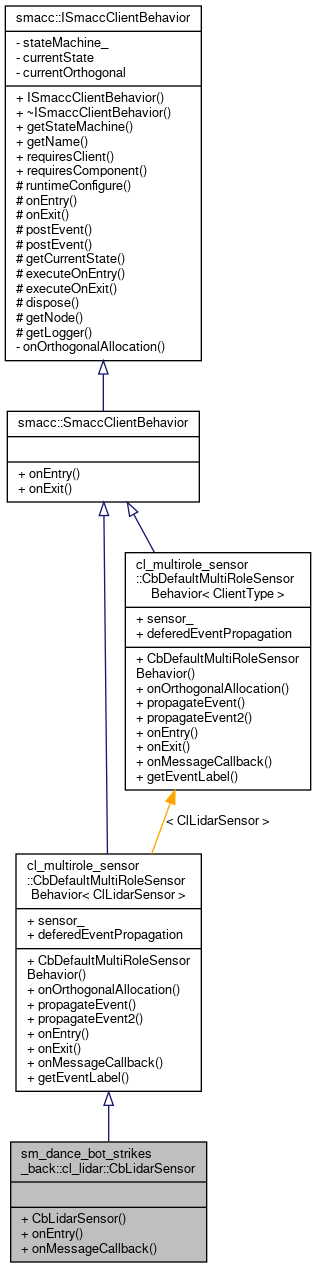 smacc::ISmaccClientBehavior
- stateMachine_
- currentState
- currentOrthogonal
+ ISmaccClientBehavior()
+ ~ISmaccClientBehavior()
+ getStateMachine()
+ getName()
+ requiresClient()
+ requiresComponent()
# runtimeConfigure()
# onEntry()
# onExit()
# postEvent()
# postEvent()
# getCurrentState()
# executeOnEntry()
# executeOnExit()
# dispose()
# getNode()
# getLogger()
- onOrthogonalAllocation()
smacc::SmaccClientBehavior
+ onEntry()
+ onExit()
cl_multirole_sensor
::CbDefaultMultiRoleSensor
Behavior< ClientType >
+ sensor_
+ deferedEventPropagation
+ CbDefaultMultiRoleSensor
Behavior()
+ onOrthogonalAllocation()
+ propagateEvent()
+ propagateEvent2()
+ onEntry()
+ onExit()
+ onMessageCallback()
+ getEventLabel()
< ClLidarSensor >
cl_multirole_sensor
::CbDefaultMultiRoleSensor
Behavior< ClLidarSensor >
+ sensor_
+ deferedEventPropagation
+ CbDefaultMultiRoleSensor
Behavior()
+ onOrthogonalAllocation()
+ propagateEvent()
+ propagateEvent2()
+ onEntry()
+ onExit()
+ onMessageCallback()
+ getEventLabel()
sm_dance_bot_strikes
_back::cl_lidar::CbLidarSensor
+ CbLidarSensor()
+ onEntry()
+ onMessageCallback()